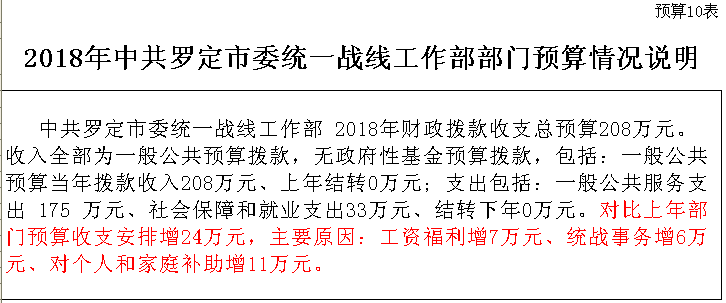 预算10表
2018年中共罗定市委统一战线工作部部门预算情况说明
中共罗定市委统一战线工作部 2018年财政拨款收支总预算208万元。
收入全部为一般公共预算拨款，无政府性基金预算拨款，包括：一般公共
预算当年拨款收入208万元、上年结转0万元；支出包括：一般公共服务支
出 175 万元、社会保障和就业支出33万元、结转下年0万元。对比上年部
门预算收支安排增24万元，主要原因：工资福利增7万元、统战事务增6万
元、对个人和家庭补助增11万元。